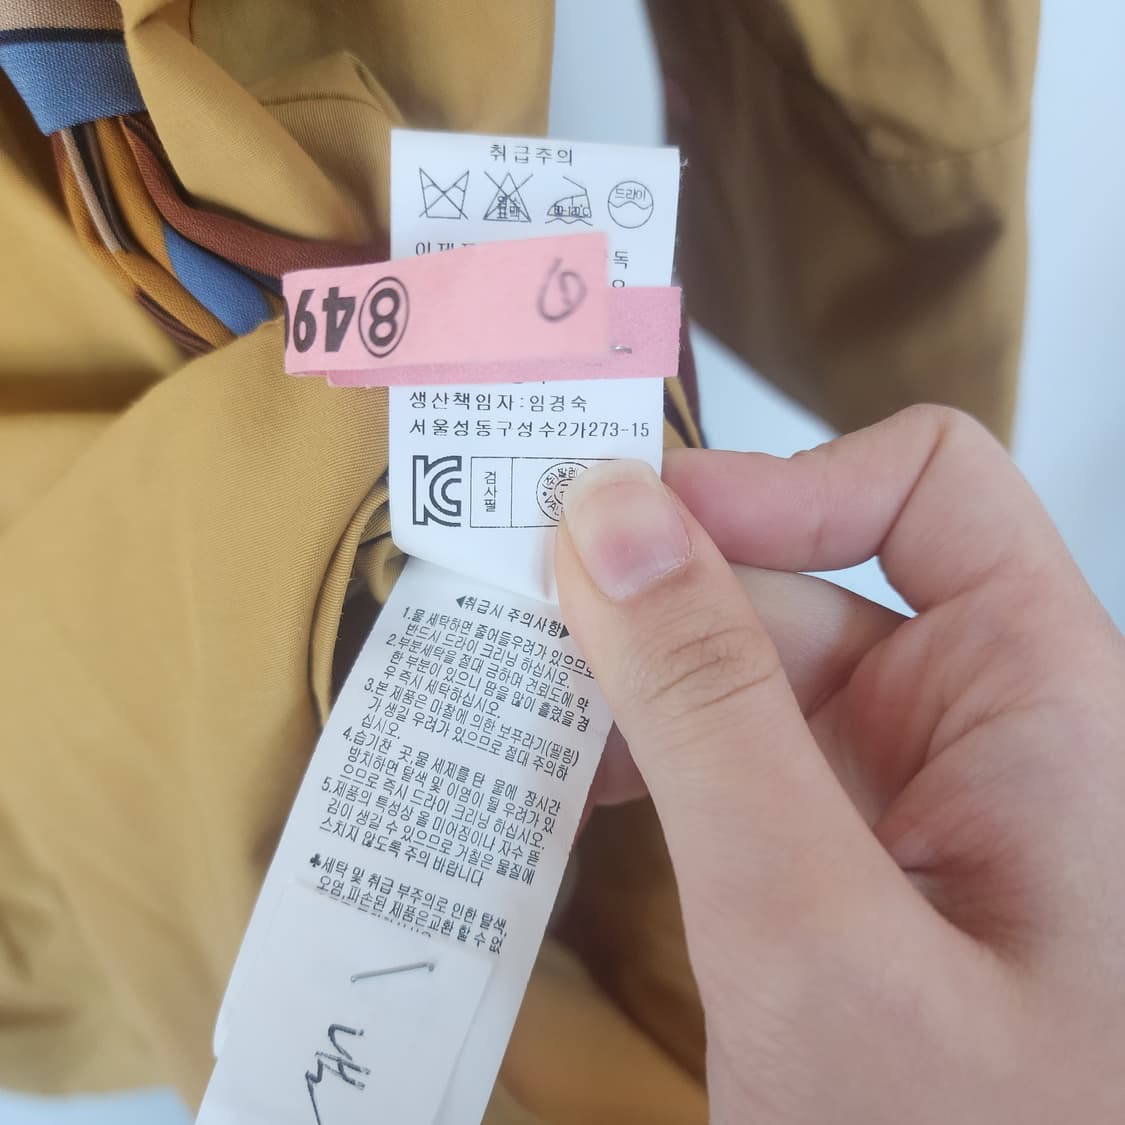 취급주의
드라이
80-120℃
독
849
생산책임자:임경숙
서울성동구성수2가273-15
검사필
◀취급시 주의사항▶
1.물 세탁하면 줄어들우려가 있으므로
반드시 드라이 크리닝 하십시오.
2.부분세탁을 절대 금하며 각회도에 약
한 부분이 있으니 땀을 많이 흘렸을 경
우 즉시 세탁하십시오.
3.본 제품은 마찰에 의한 보푸라기(필링)
가 생길 우려가 있으므로 절대 주의하
십시오.
4.습기찬 곳,물 세제를 탄 물에 장시간
방치하면 탈색 및 이염이 될 우려가 있
으므로 즉시 드라이 크리닝 하십시오.
5.제품의 특성상 올 미어짐이나 자수 뜯
김이 생길 수 있으므로 거칠은 물질에
스치지 않도록 주의 바랍니다
♣세탁 및 취급 부주의로 인한 탈색,
오염,파손된 제품은교환 할 수 없